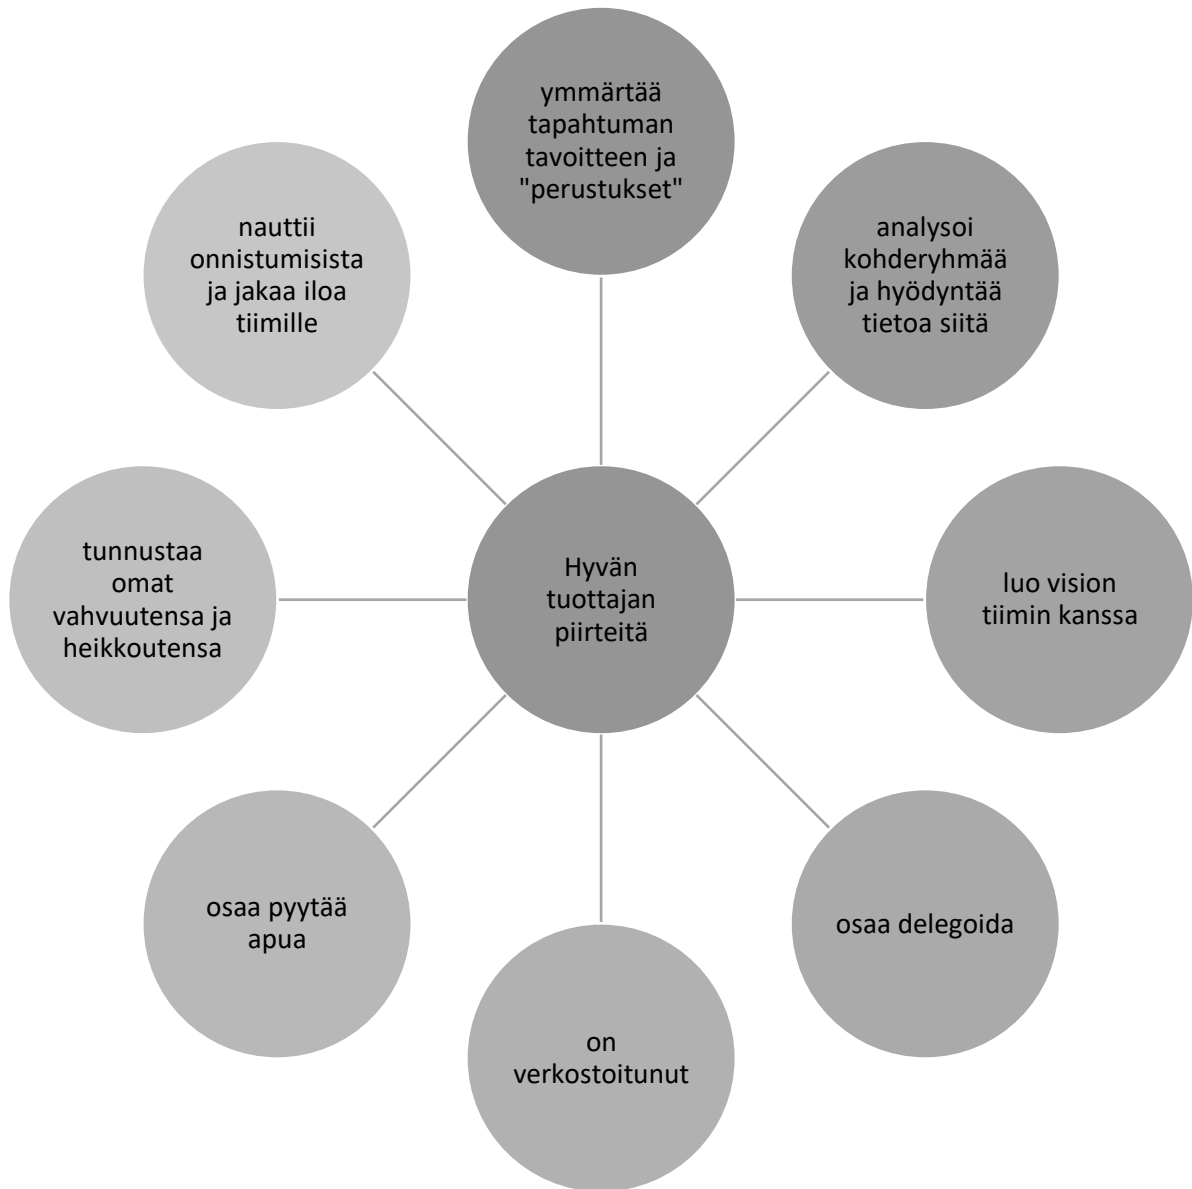 ymmärtää
tapahtuman
tavoitteen ja
"perustukset"
analysoi
kohderyhmää
ja hyödyntää
tietoa siitä
luo vision
tiimin kanssa
osaa delegoida
on
verkostoitunut
osaa pyytää
apua
tunnustaa
omat
vahvuutensa ja
heikkoutensa
nauttii
onnistumisista
ja jakaa iloa
tiimille
Hyvän
tuottajan
piirteitä